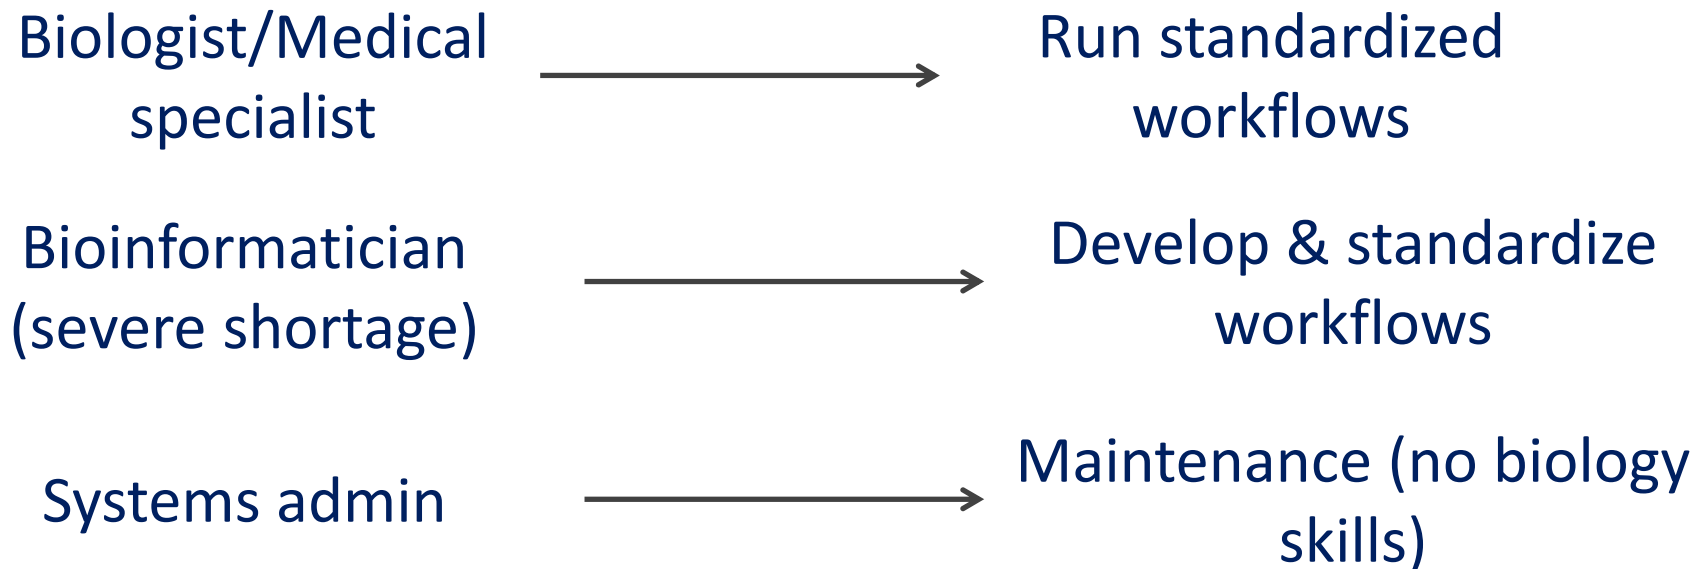 Biologist/Medical
specialist
Run standardized
workflows
Bioinformatician
(severe shortage)
Develop & standardize
workflows
Systems admin
Maintenance (no biology
skills)